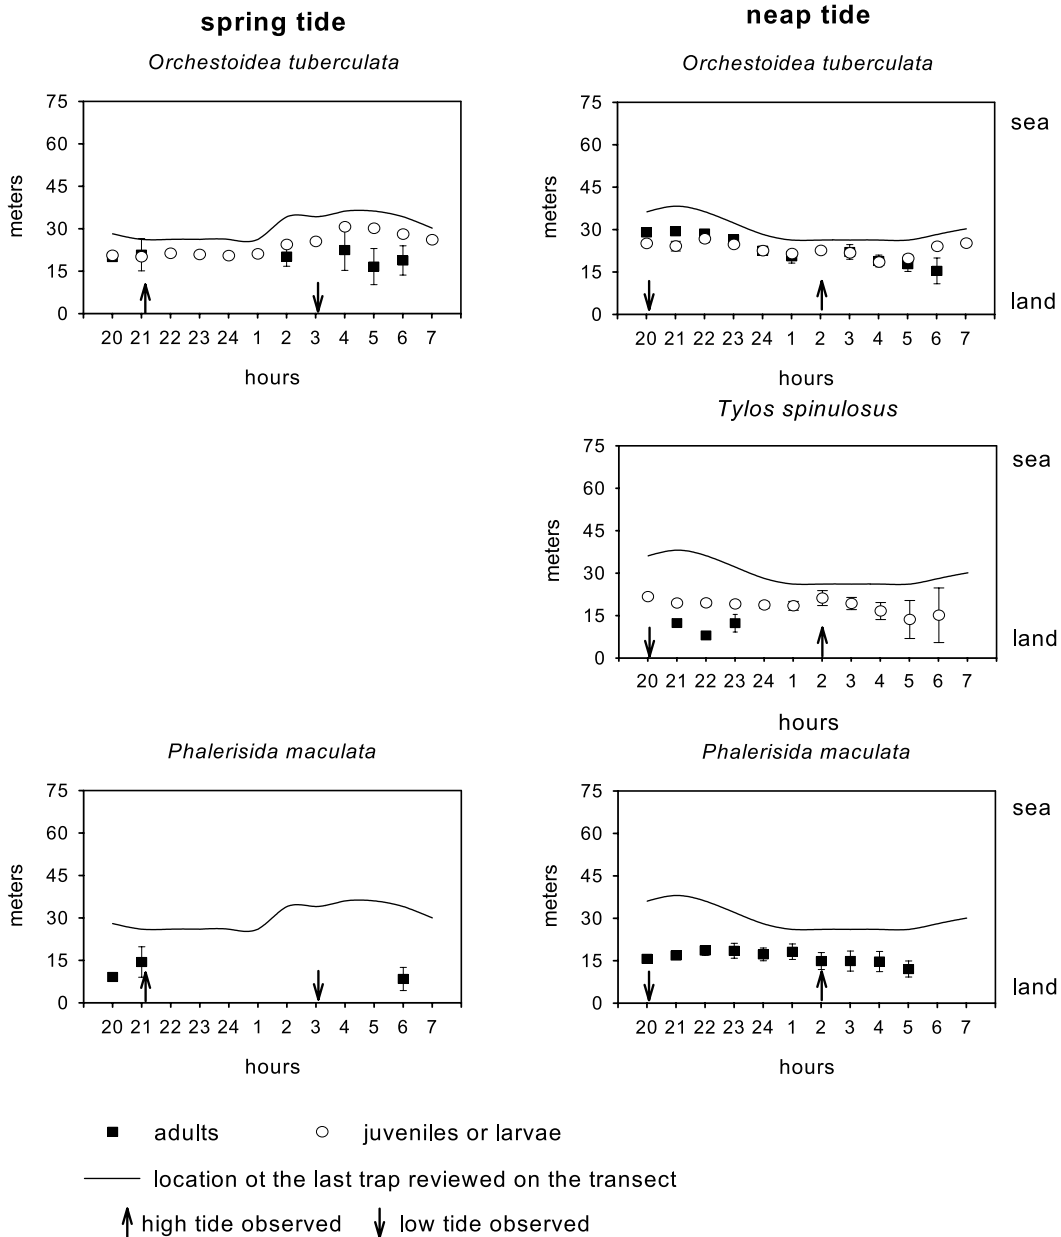 spring tide
neap tide
Orchestoidea tuberculata
Orchestoidea tuberculata
75
60
45
30
15
0
meters
20 21 22 23 24 1 2 3 4 5 6 7
hours
75
60
45
30
15
0
meters
20 21 22 23 24 1 2 3 4 5 6 7
hours
sea
land
Tylos spinulosus
75
60
45
30
15
0
meters
20 21 22 23 24 1 2 3 4 5 6 7
hours
sea
land
Phalerisida maculata
Phalerisida maculata
75
60
45
30
15
0
meters
20 21 22 23 24 1 2 3 4 5 6 7
hours
75
60
45
30
15
0
meters
20 21 22 23 24 1 2 3 4 5 6 7
hours
sea
land
adults
juveniles or larvae
location ot the last trap reviewed on the transect
high tide observed
low tide observed